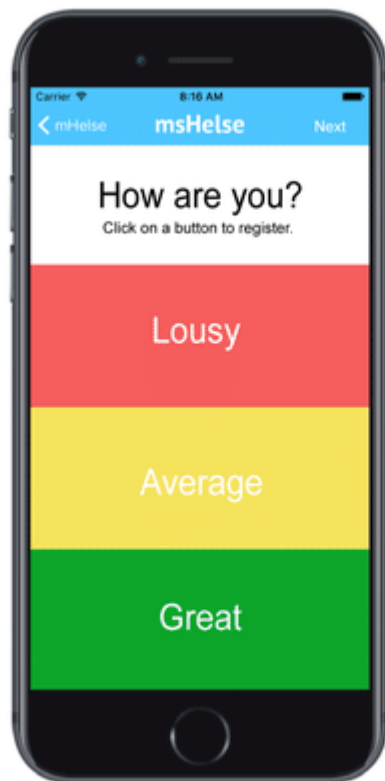 Carrier 8:16 AM
mHelse msHelse Next
How are you?
Click on a button to register.
Lousy
Average
Great